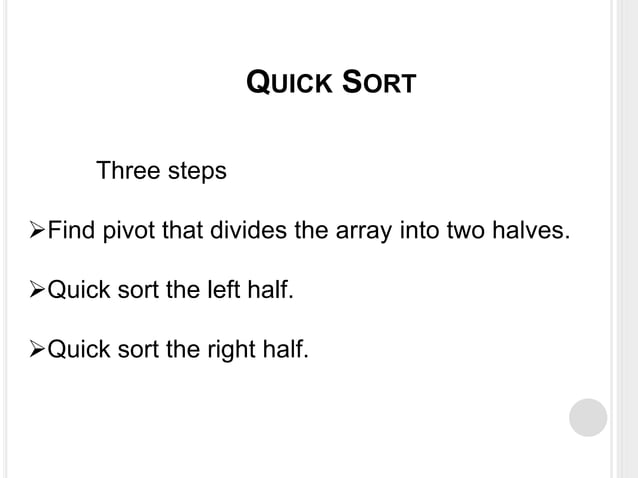 QUICK SORT
Three steps
➢Find pivot that divides the array into two halves.
➢Quick sort the left half.
➢Quick sort the right half.